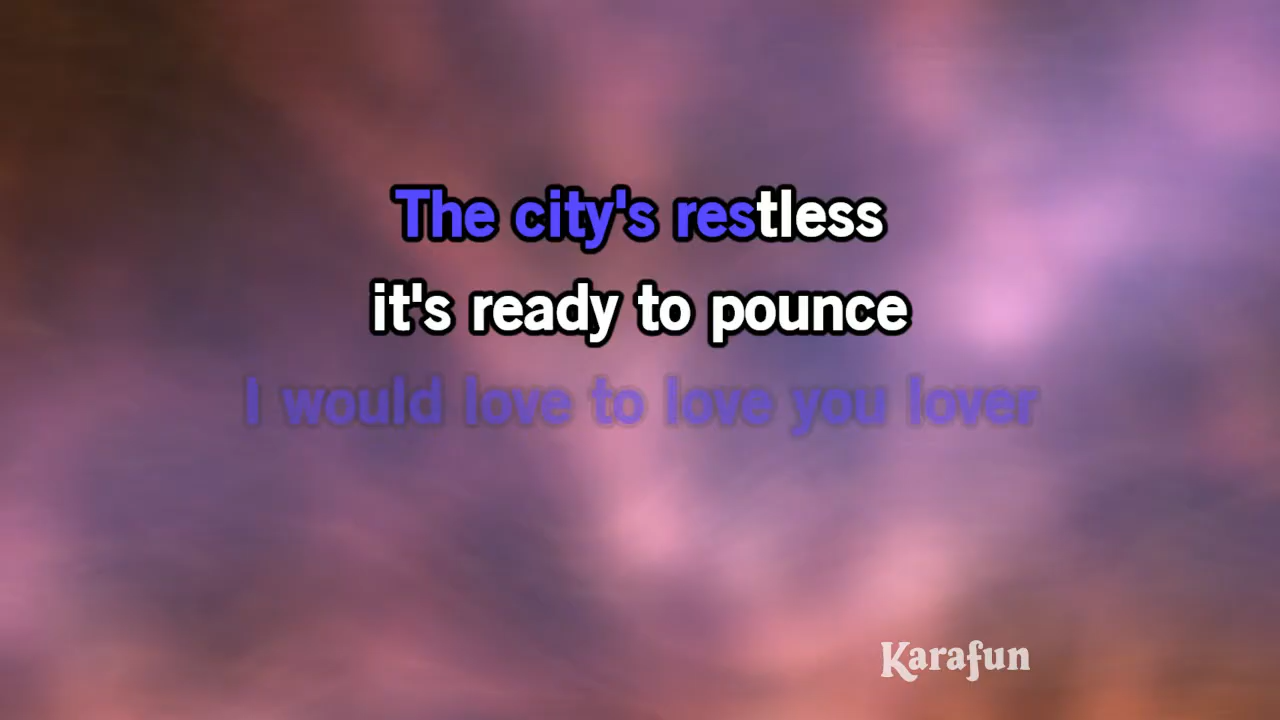 The city's restless
it's ready to pounce
I would love to love you lover
Karafun